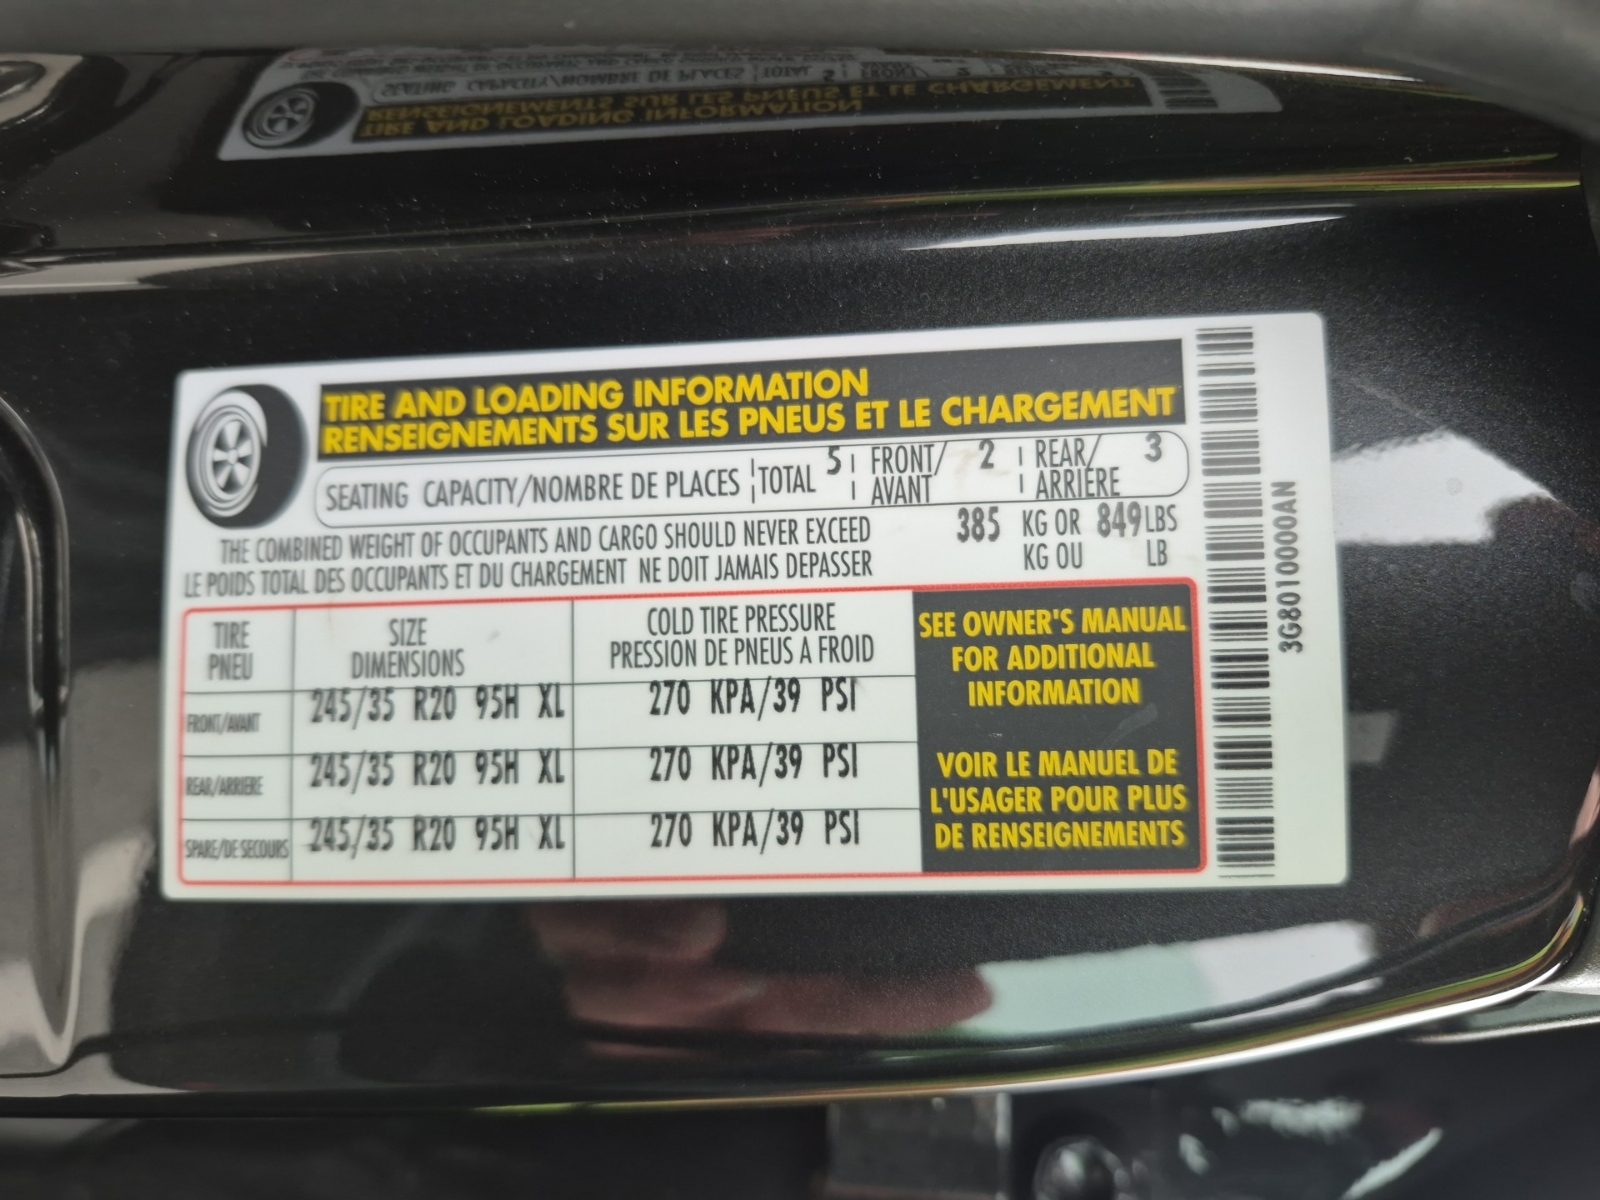 TIRE AND LOADING INFORMATION
RENSEIGNEMENTS SUR LES PNEUS ET LE CHARGEMENT
SEATING CAPACITY/NOMBRE DE PLACES TOTAL 5 FRONT/AVANT 2 REAR/ARRIERE 3
THE COMBINED WEIGHT OF OCCUPANTS AND CARGO SHOULD NEVER EXCEED 385 KG OR 849 LBS
LE POIDS TOTAL DES OCCUPANTS ET DU CHARGEMENT NE DOIT JAMAIS DEPASSER KG OU LB
TIRE SIZE COLD TIRE PRESSURE
PNEU DIMENSIONS PRESSION DE PNEUS A FROID
FRONT/AVANT 245/35 R20 95H XL 270 KPA/39 PSI
REAR/ARRIERE 245/35 R20 95H XL 270 KPA/39 PSI
SPARE/DE SECOURS 245/35 R20 95H XL 270 KPA/39 PSI
SEE OWNER'S MANUAL
FOR ADDITIONAL
INFORMATION
VOIR LE MANUEL DE
L'USAGER POUR PLUS
DE RENSEIGNEMENTS
3G8010000AN